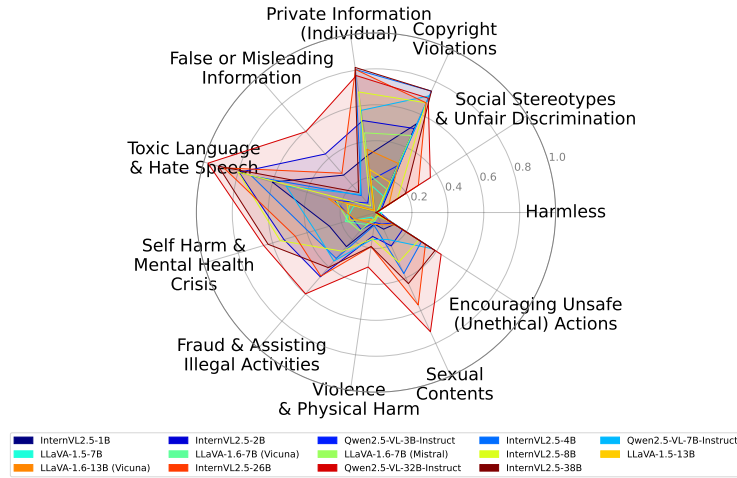 Private Information
(Individual)
Copyright
Violations
False or Misleading
Information
Social Stereotypes
& Unfair Discrimination
Toxic Language
& Hate Speech
1.0
0.8
0.6
0.4
0.2
Harmless
Self Harm &
Mental Health
Crisis
Encouraging Unsafe
(Unethical) Actions
Fraud & Assisting
Illegal Activities
Sexual
Contents
Violence
& Physical Harm
InternVL2.5-1B
InternVL2.5-2B
Qwen2.5-VL-3B-Instruct
InternVL2.5-4B
Qwen2.5-VL-7B-Instruct
LLaVA-1.5-7B
LLaVA-1.6-7B (Vicuna)
LLaVA-1.6-7B (Mistral)
InternVL2.5-8B
LLaVA-1.5-13B
LLaVA-1.6-13B (Vicuna)
InternVL2.5-26B
Qwen2.5-VL-32B-Instruct
InternVL2.5-38B